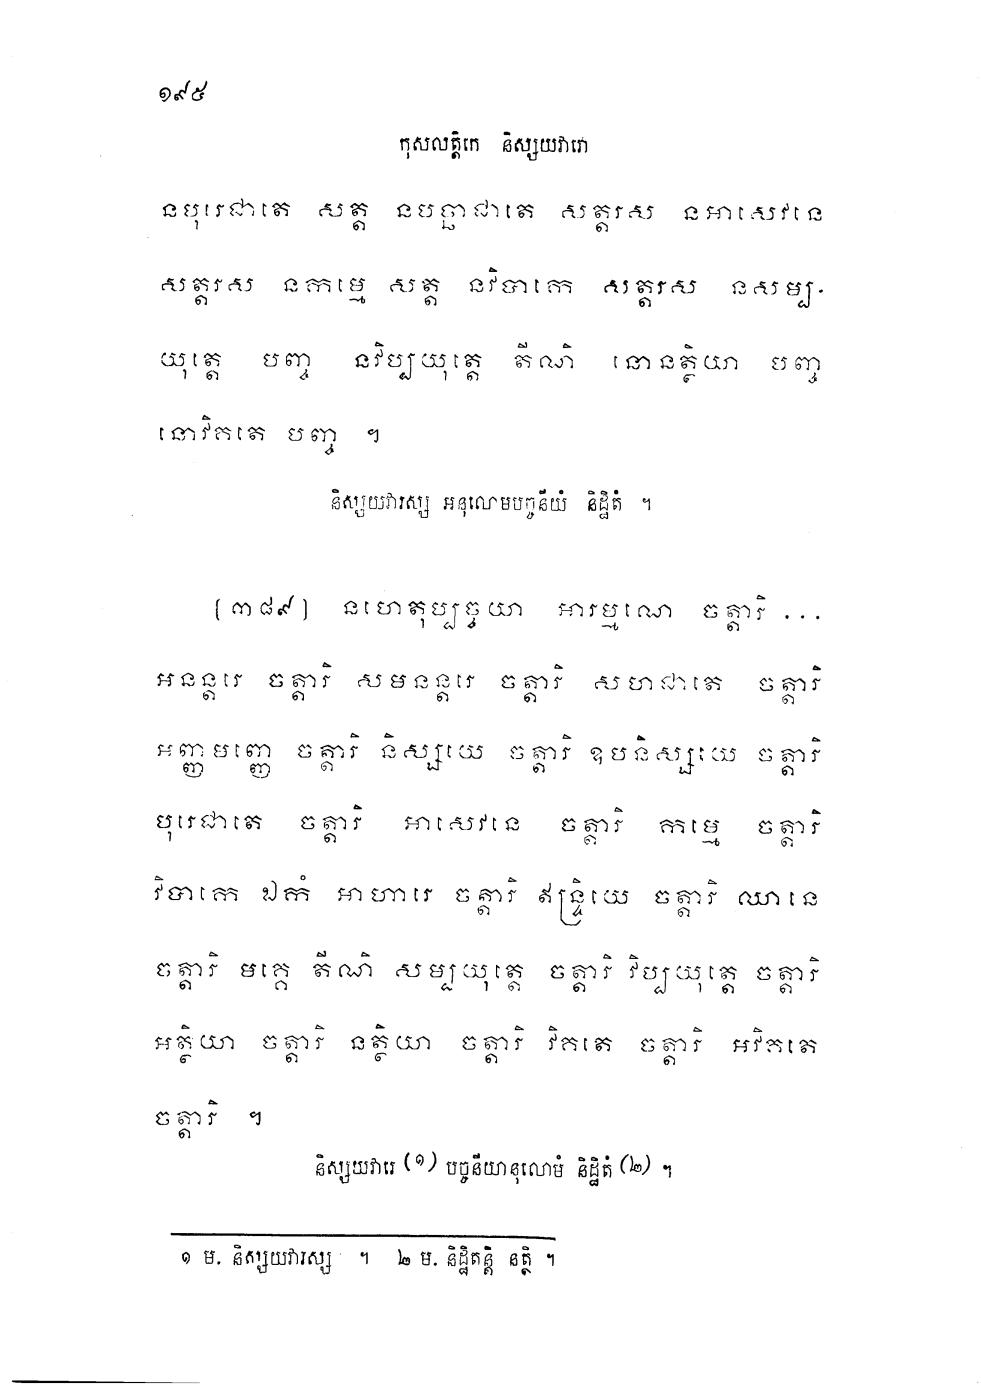 ១៩៥
កុសលត្តិកេ និស្សយវារោ
នបុរេជាតេ សត្ត នបច្ឆាជាតេ សត្តរស នអាសេវនេ
សត្តរស នកម្មេ សត្ត នវិបាកេ សត្តរស នសម្ប-
យុត្តេ បញ្ច នវិប្បយុត្តេ តីណិ នោនត្ថិយា បញ្ច
នោវិគតេ បញ្ច ។
និស្សយវារស្ស អនុលោមបច្ចនីយំ និដ្ឋិតំ ។
[៣៨៩] នហេតុប្បច្ចយា អារម្មណេ ចត្តារិ ...
អនន្តរេ ចត្តារិ សមនន្តរេ ចត្តារិ សហជាតេ ចត្តារិ
អញ្ញមញ្ញេ ចត្តារិ និស្សយេ ចត្តារិ ឧបនិស្សយេ ចត្តារិ
បុរេជាតេ ចត្តារិ អាសេវនេ ចត្តារិ កម្មេ ចត្តារិ
វិបាកេ ឯកំ អាហារេ ចត្តារិ ឥន្ទ្រិយេ ចត្តារិ ឈានេ
ចត្តារិ មគ្គេ តីណិ សម្បយុត្តេ ចត្តារិ វិប្បយុត្តេ ចត្តារិ
អត្ថិយា ចត្តារិ នត្ថិយា ចត្តារិ វិគតេ ចត្តារិ អវិគតេ
ចត្តារិ ។
និស្សយវារេ (១) បច្ចនីយានុលោមំ និដ្ឋិតំ (២) ។
១ ម. និស្សយវារស្ស ។ ២ ម. និដ្ឋិតន្តិ នត្ថិ ។